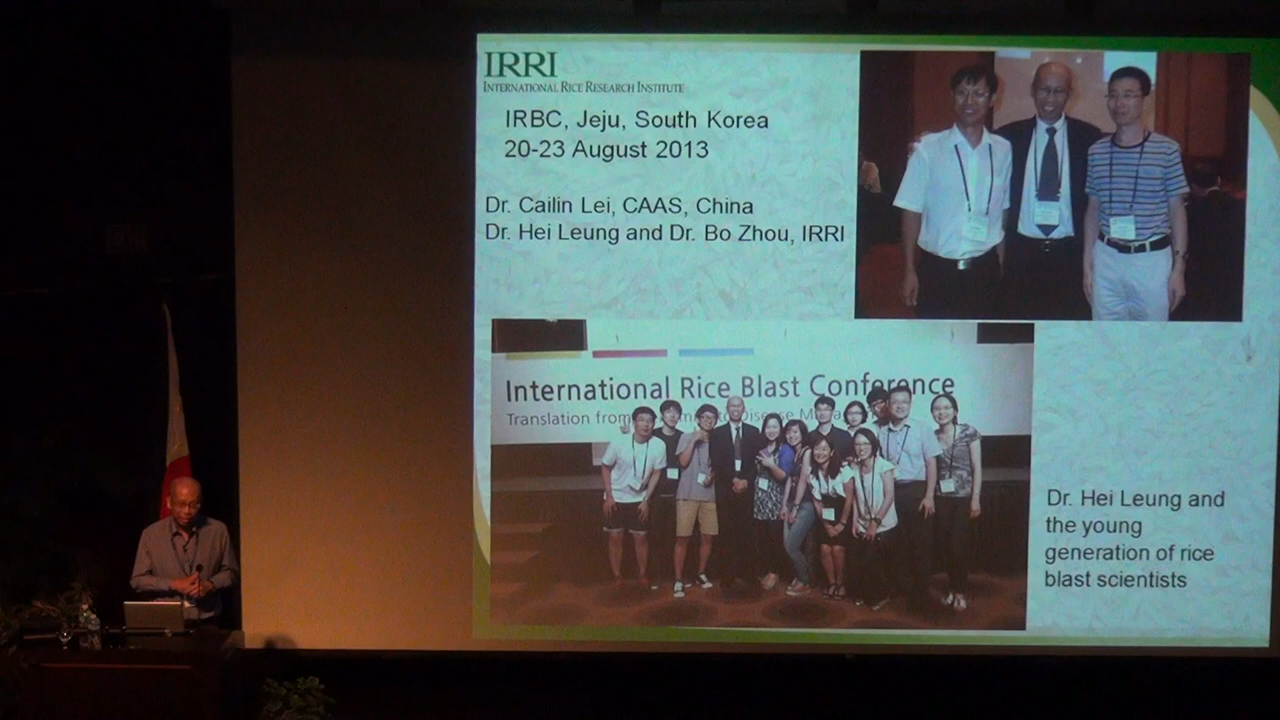 IRRI
INTERNATIONAL RICE RESEARCH INSTITUTE
IRBC, Jeju, South Korea
20-23 August 2013
Dr. Cailin Lei, CAAS, China
Dr. Hei Leung and Dr. Bo Zhou, IRRI
International Rice Blast Conference
Translation from to Disease
Dr. Hei Leung and
the young
generation of rice
blast scientists